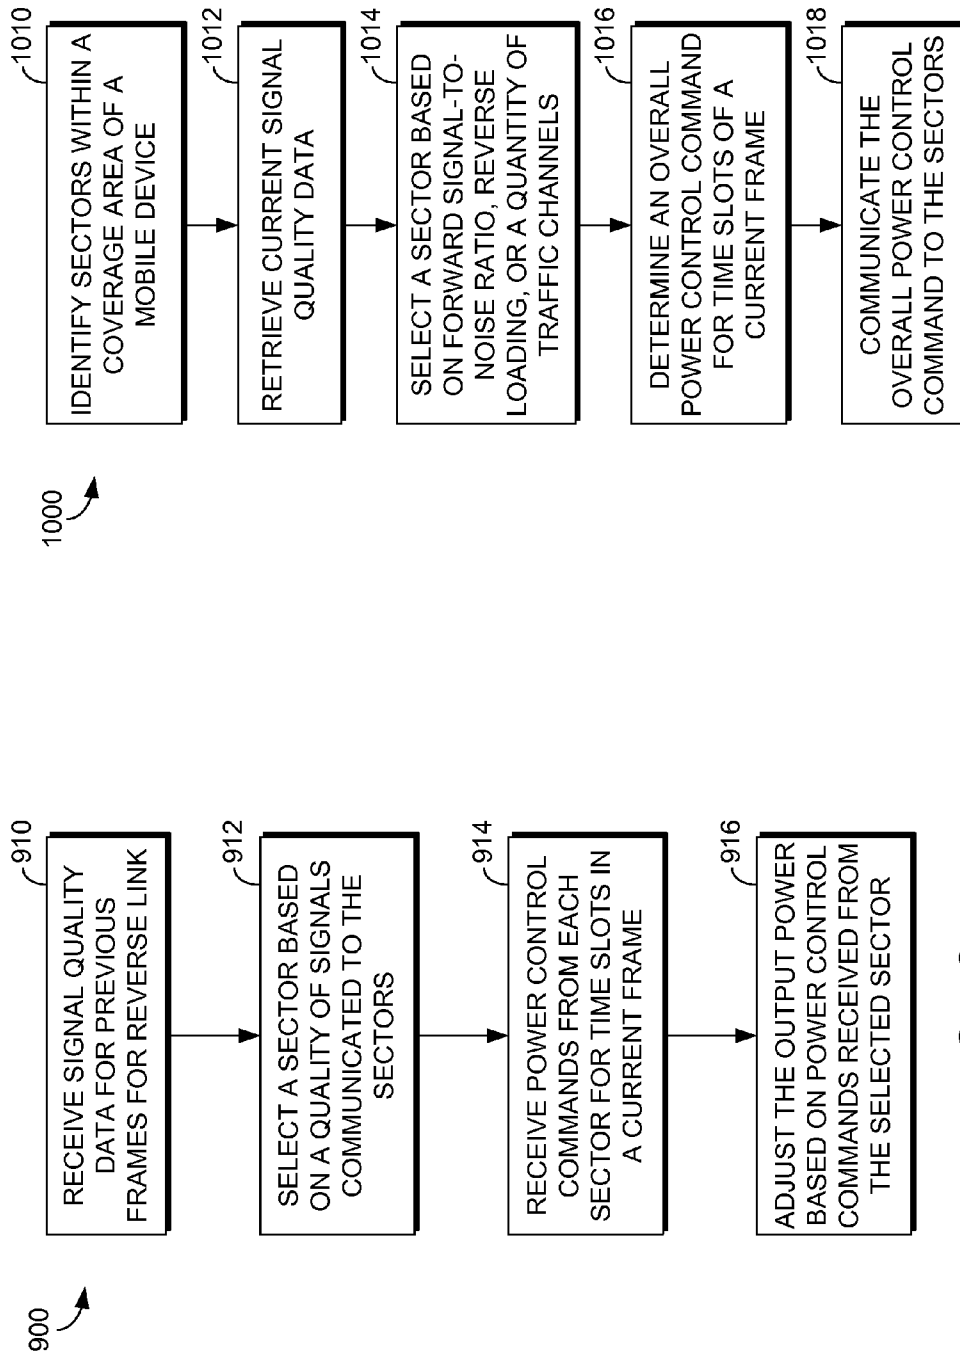 900
910
RECEIVE SIGNAL QUALITY
DATA FOR PREVIOUS
FRAMES FOR REVERSE LINK
912
SELECT A SECTOR BASED
ON A QUALITY OF SIGNALS
COMMUNICATED TO THE
SECTORS
914
RECEIVE POWER CONTROL
COMMANDS FROM EACH
SECTOR FOR TIME SLOTS IN
A CURRENT FRAME
916
ADJUST THE OUTPUT POWER
BASED ON POWER CONTROL
COMMANDS RECEIVED FROM
THE SELECTED SECTOR
1000
1010
IDENTIFY SECTORS WITHIN A
COVERAGE AREA OF A
MOBILE DEVICE
1012
RETRIEVE CURRENT SIGNAL
QUALITY DATA
1014
SELECT A SECTOR BASED
ON FORWARD SIGNAL-TO-
NOISE RATIO, REVERSE
LOADING, OR A QUANTITY OF
TRAFFIC CHANNELS
1016
DETERMINE AN OVERALL
POWER CONTROL COMMAND
FOR TIME SLOTS OF A
CURRENT FRAME
1018
COMMUNICATE THE
OVERALL POWER CONTROL
COMMAND TO THE SECTORS